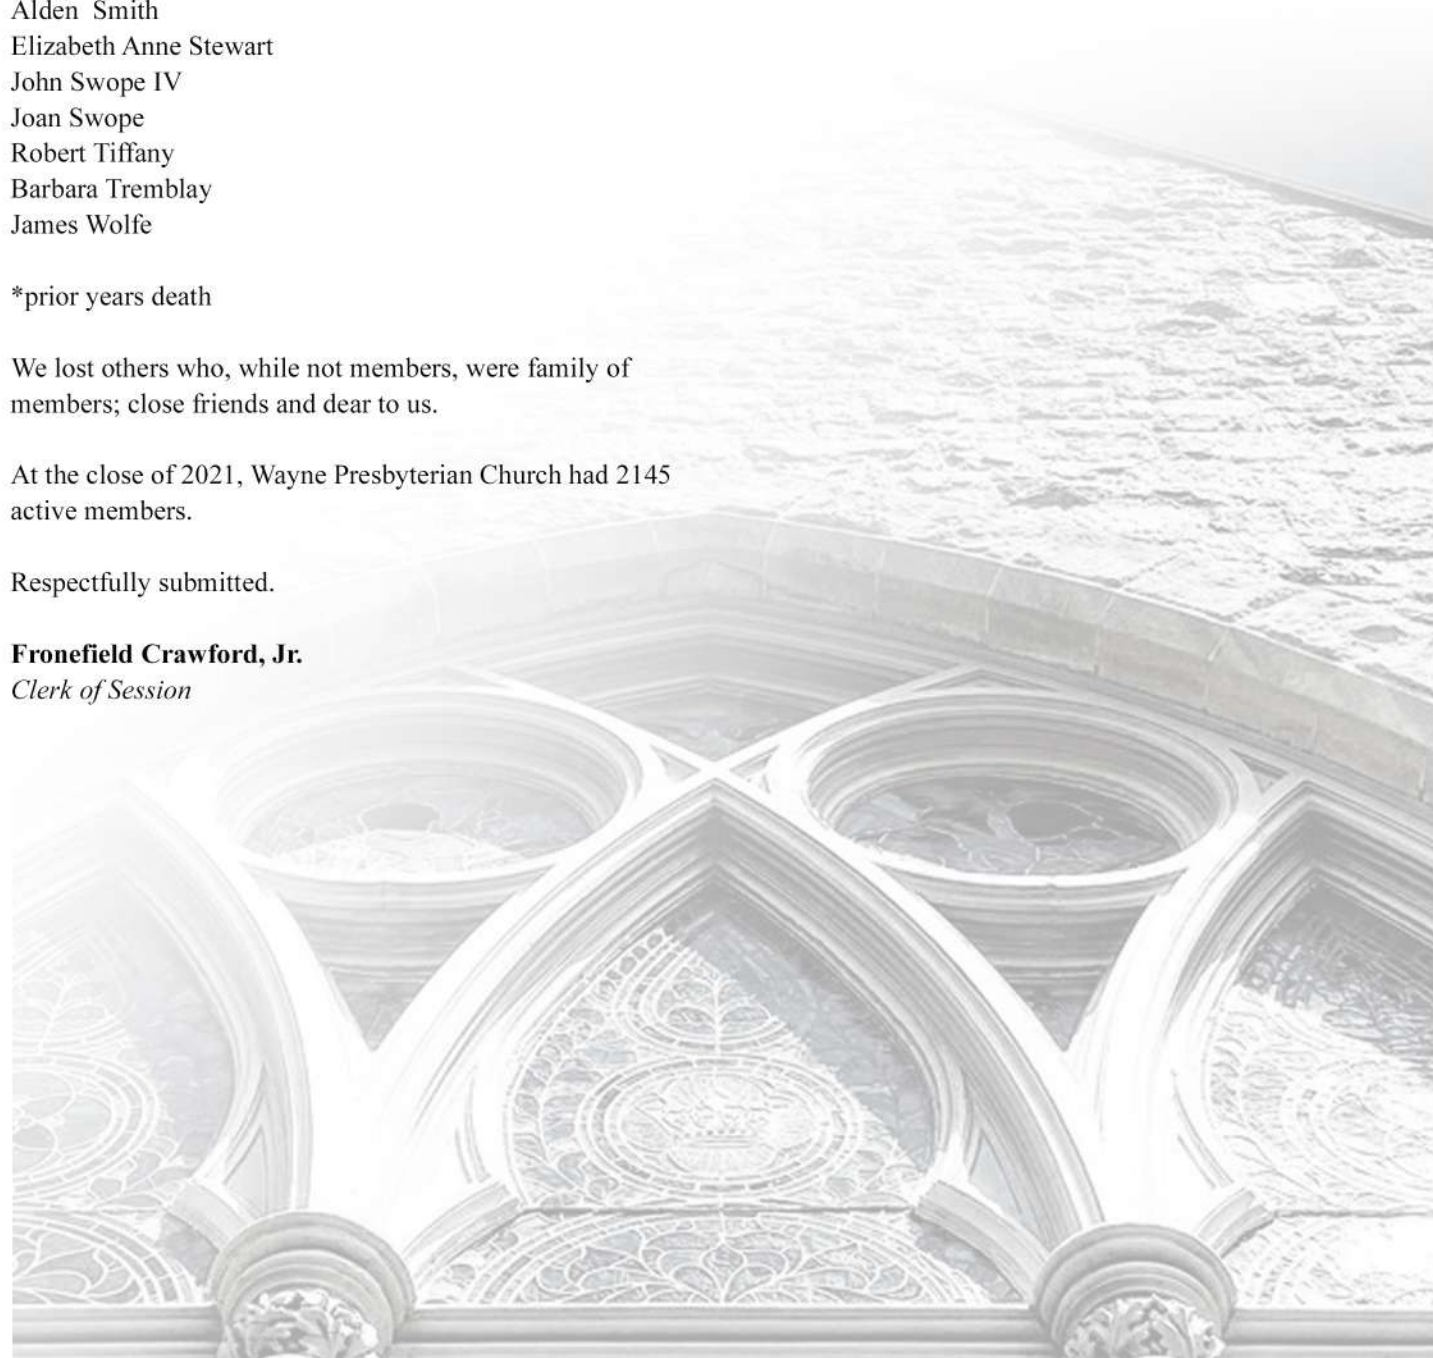 Alden  Smith
Elizabeth Anne Stewart
John Swope IV
Joan Swope
Robert Tiffany
Barbara Tremblay
James Wolfe
*prior years death
We lost others who, while not members, were family of
members; close friends and dear to us.
At the close of 2021, Wayne Presbyterian Church had 2145
active members.
Respectfully submitted.
Fronefield Crawford, Jr.
Clerk of Session